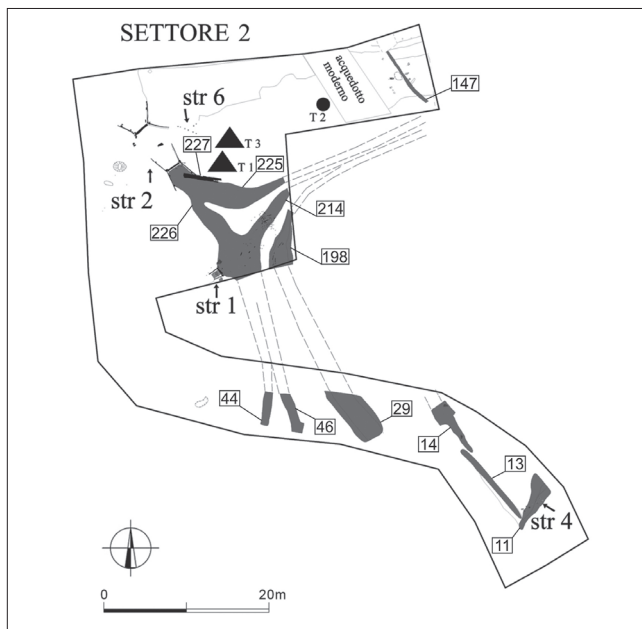 SETTORE 2
acquedotto
moderno
147
str 6
T 2
T 3
227
T 1
225
str 2
214
226
198
str 1
44
46
29
14
13
str 4
11
0
20m